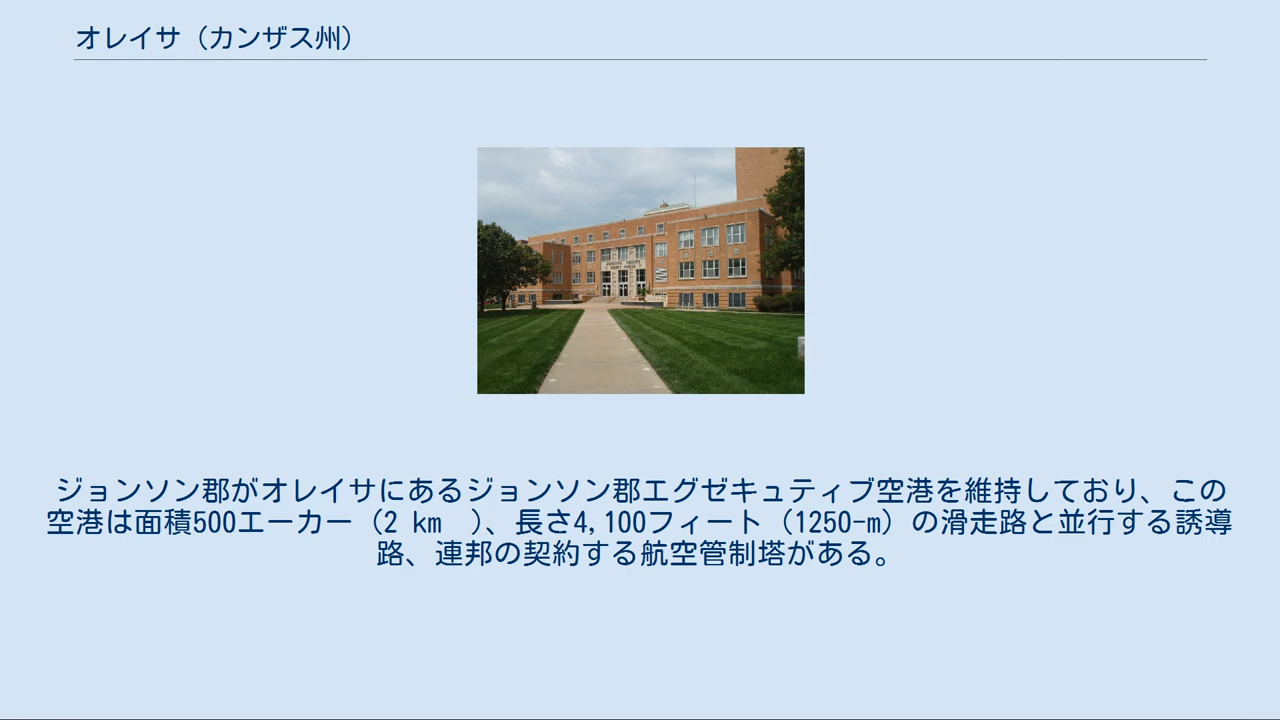 オレイサ（カンザス州）
JOHNSON COUNTY
COURT HOUSE
ジョンソン郡がオレイサにあるジョンソン郡エグゼキュティブ空港を維持しており、この
空港は面積500エーカー（2 km　)、長さ4,100フィート（1250-m）の滑走路と並行する誘導
路、連邦の契約する航空管制塔がある。